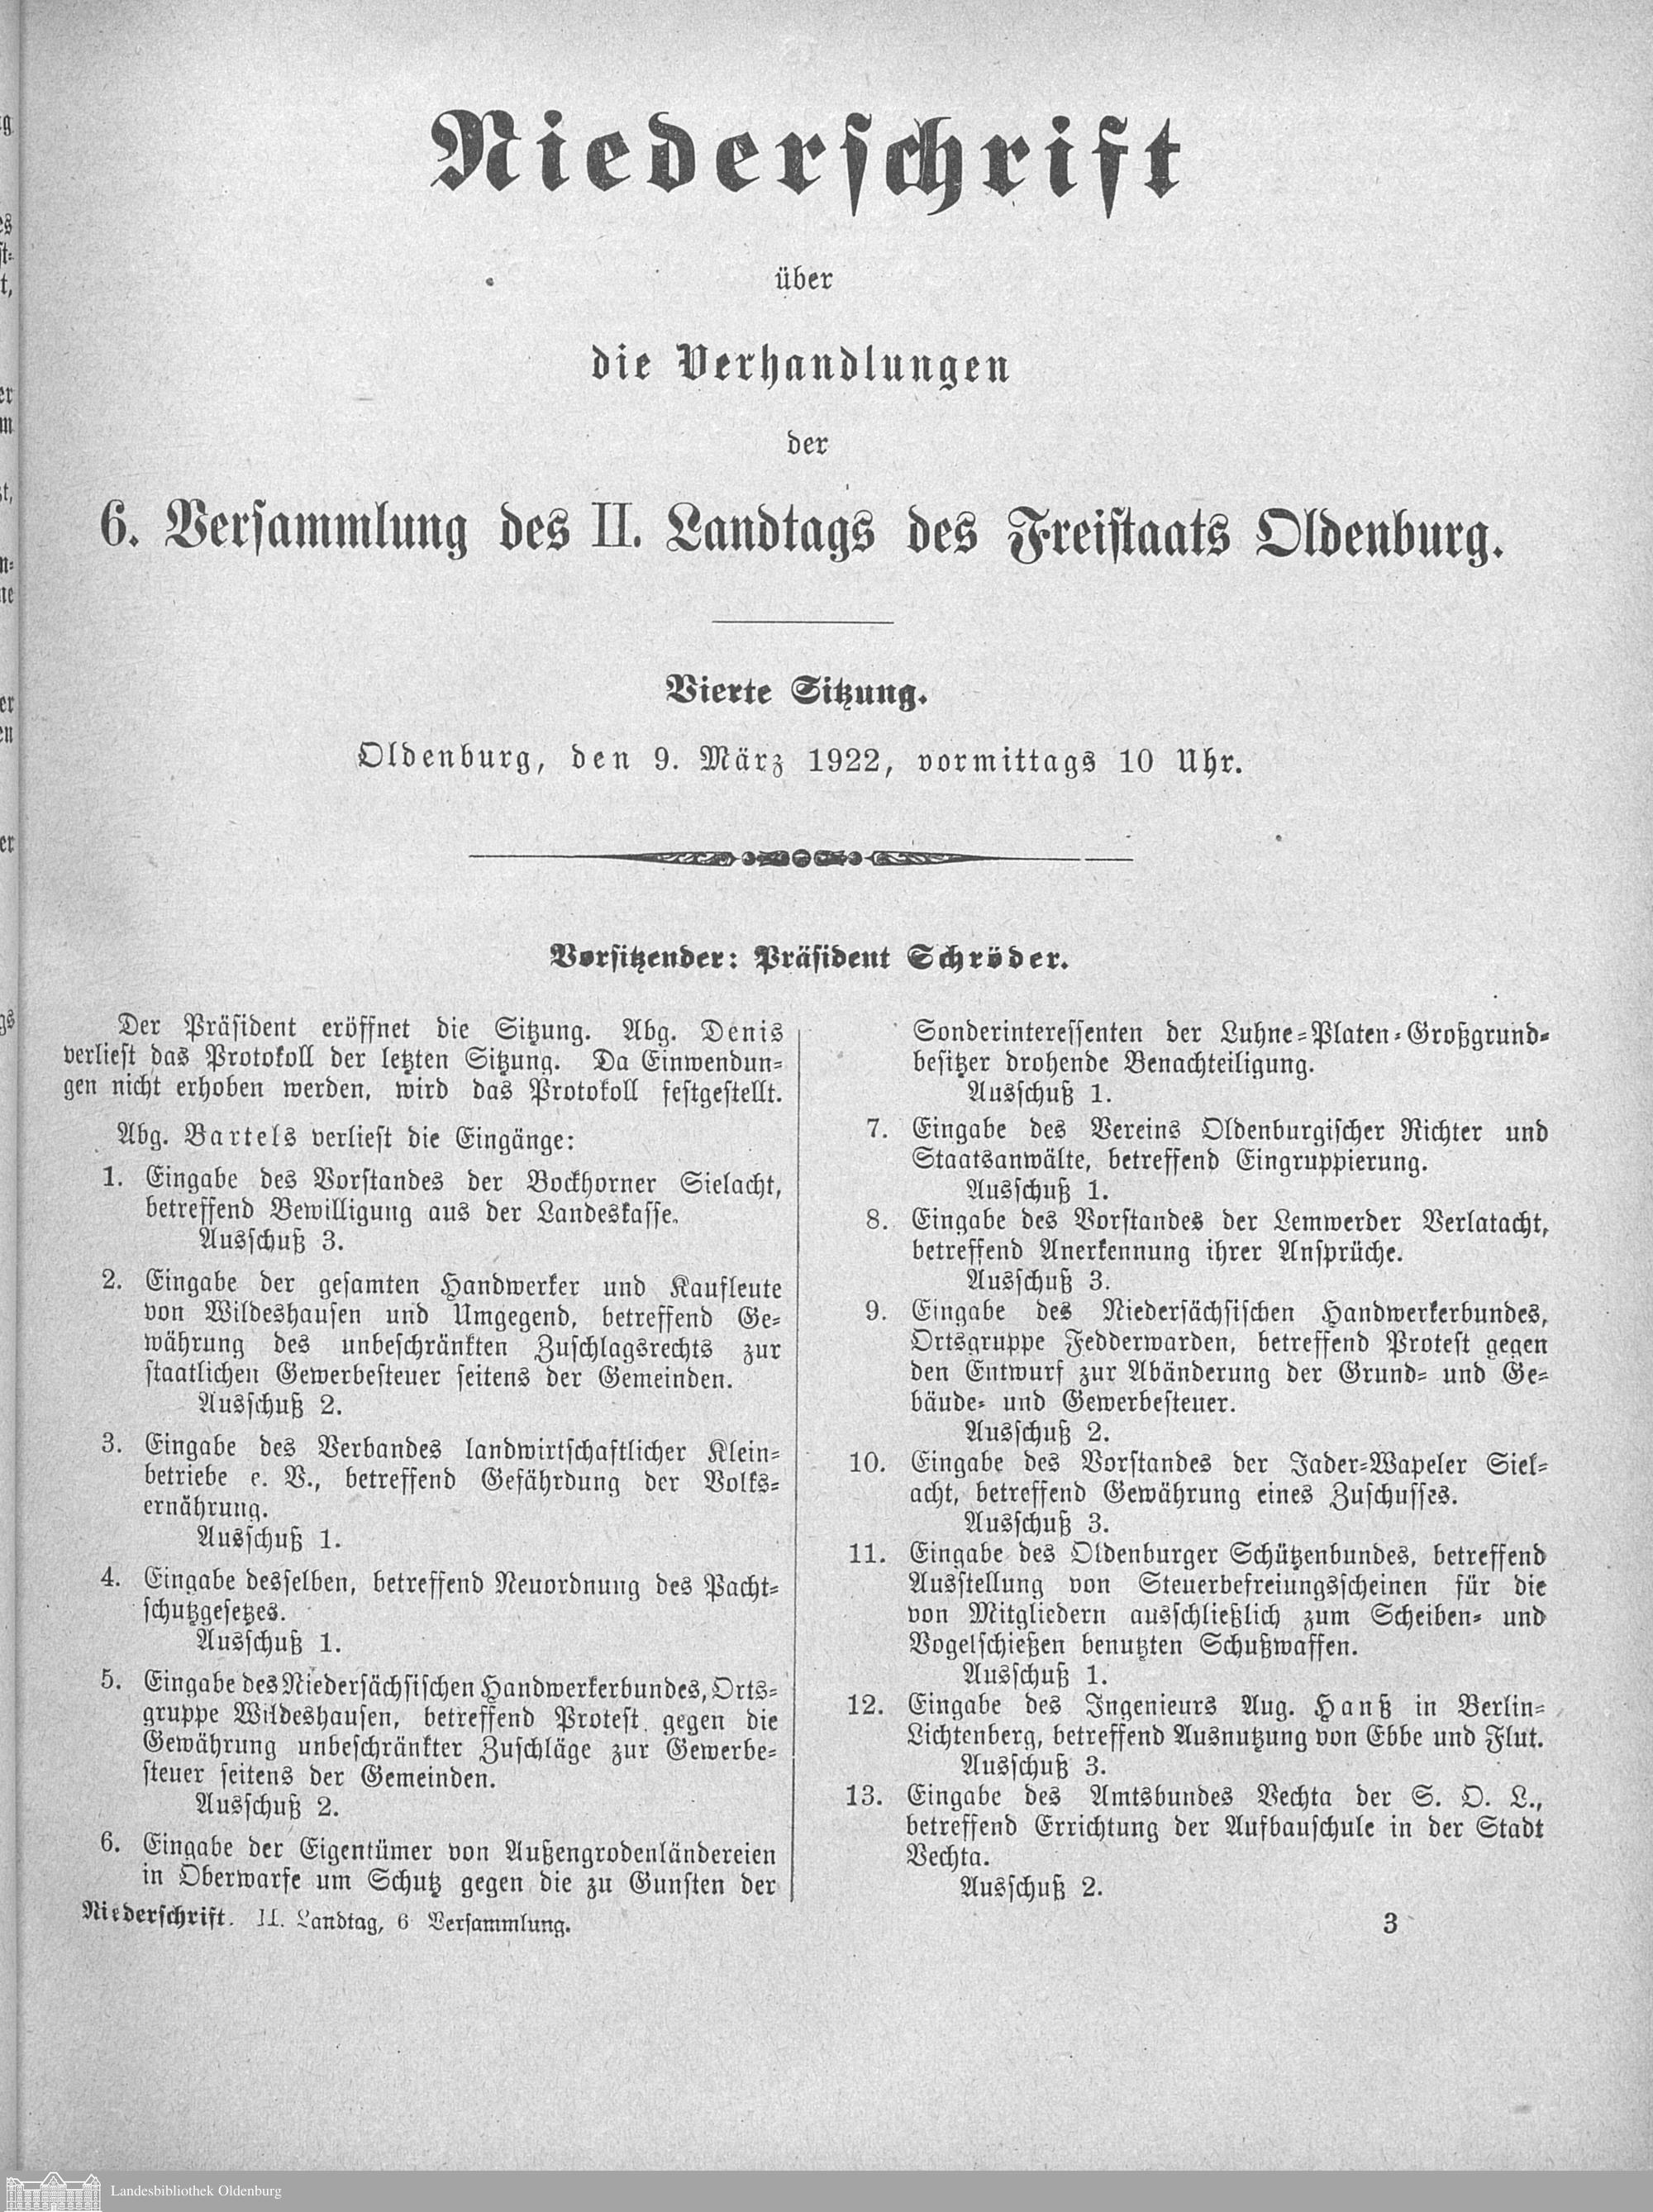 Niederschrift
über
die Verhandlungen
der
6. Versammlung des II. Landtags des Freistaats Oldenburg.
Vierte Sitzung.
Oldenburg, den 9. März 1922, vormittags 10 Uhr.
Vorsitzender: Präsident Schröder.
Der Präsident eröffnet die Sitzung. Abg. Denis
verliest das Protokoll der letzten Sitzung. Da Einwendun-
gen nicht erhoben werden, wird das Protokoll festgestellt.
Abg. Bartels verliest die Eingänge:
1. Eingabe des Vorstandes der Bockhorner Sielacht,
betreffend Bewilligung aus der Landeskasse.
Ausschuß 3.
2. Eingabe der gesamten Handwerker und Kaufleute
von Wildeshausen und Umgegend, betreffend Ge-
währung des unbeschränkten Zuschlagsrechts zur
staatlichen Gewerbesteuer seitens der Gemeinden.
Ausschuß 2.
3. Eingabe des Verbandes landwirtschaftlicher Klein-
betriebe e. V., betreffend Gefährdung der Volks-
ernährung.
Ausschuß 1.
4. Eingabe desselben, betreffend Neuordnung des Pacht-
schutzgesetzes.
Ausschuß 1.
5. Eingabe des Niedersächsischen Handwerkerbundes, Orts-
gruppe Wildeshausen, betreffend Protest gegen die
Gewährung unbeschränkter Zuschläge zur Gewerbe-
steuer seitens der Gemeinden.
Ausschuß 2.
6. Eingabe der Eigentümer von Außengrodenländereien
in Oberwarfe um Schutz gegen die zu Gunsten der
Niederschrift. II. Landtag, 6 Versammlung.
Sonderinteressenten der Luhne-Platen-Großgrund-
besitzer drohende Benachteiligung.
Ausschuß 1.
7. Eingabe des Vereins Oldenburgischer Richter und
Staatsanwälte, betreffend Eingruppierung.
Ausschuß 1.
8. Eingabe des Vorstandes der Lemwerder Verlatacht,
betreffend Anerkennung ihrer Ansprüche.
Ausschuß 3.
9. Eingabe des Niedersächsischen Handwerkerbundes,
Ortsgruppe Fedderwarden, betreffend Protest gegen
den Entwurf zur Abänderung der Grund- und Ge-
bäude- und Gewerbesteuer.
Ausschuß 2.
10. Eingabe des Vorstandes der Jader-Wapeler Siel-
acht, betreffend Gewährung eines Zuschusses.
Ausschuß 3.
11. Eingabe des Oldenburger Schützenbundes, betreffend
Ausstellung von Steuerbefreiungsscheinen für die
von Mitgliedern ausschließlich zum Scheiben- und
Vogelschießen benutzten Schußwaffen.
Ausschuß 1.
12. Eingabe des Ingenieurs Aug. Hanß in Berlin-
Lichtenberg, betreffend Ausnutzung von Ebbe und Flut.
Ausschuß 3.
13. Eingabe des Amtsbundes Vechta der S. O. L.,
betreffend Errichtung der Aufbauschule in der Stadt
Vechta.
Ausschuß 2.
3
Landesbibliothek Oldenburg